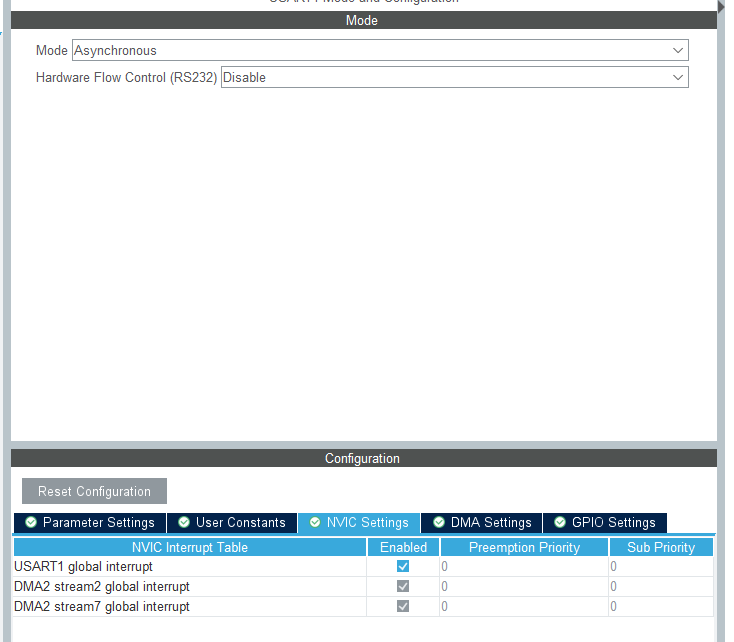 USART1 Mode and Configuration
Mode
Mode Asynchronous
Hardware Flow Control (RS232) Disable
Configuration
Reset Configuration
Parameter Settings User Constants NVIC Settings DMA Settings GPIO Settings
NVIC Interrupt Table Enabled Preemption Priority Sub Priority
USART1 global interrupt 0 0
DMA2 stream2 global interrupt 0 0
DMA2 stream7 global interrupt 0 0